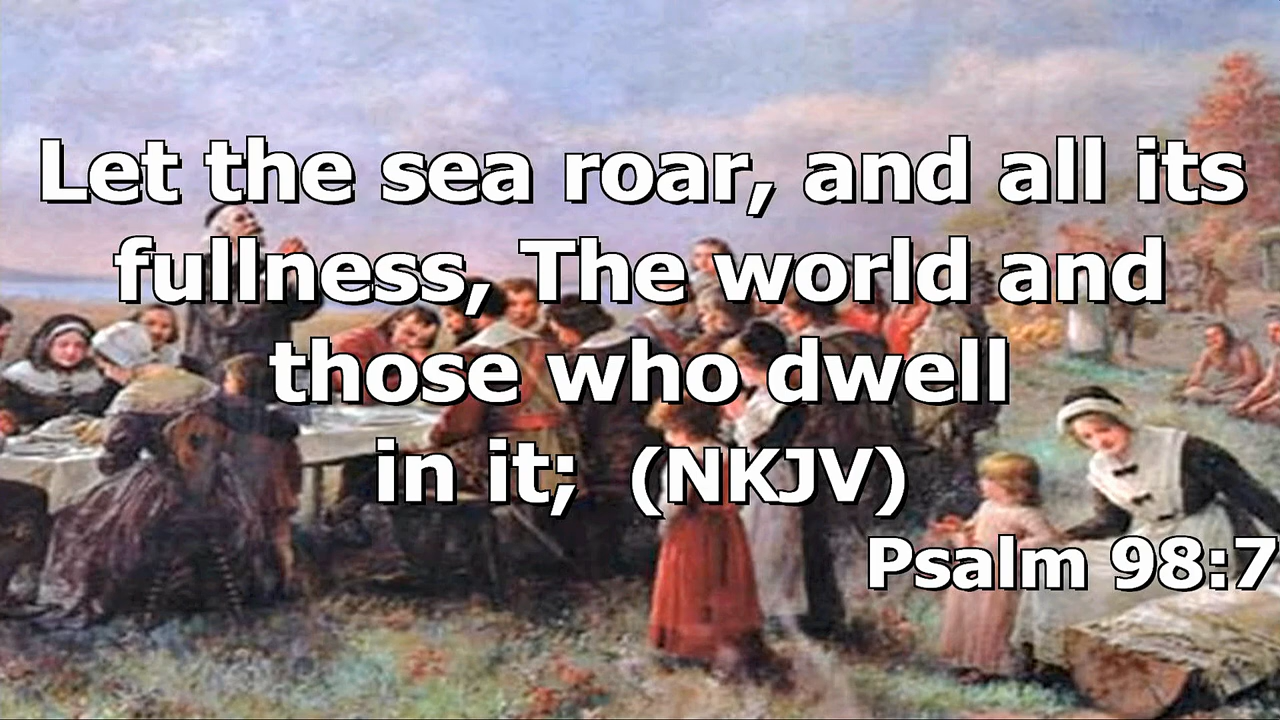 Let the sea roar, and all its
fullness, The world and
those who dwell
in it;  (NKJV)
Psalm 98:7